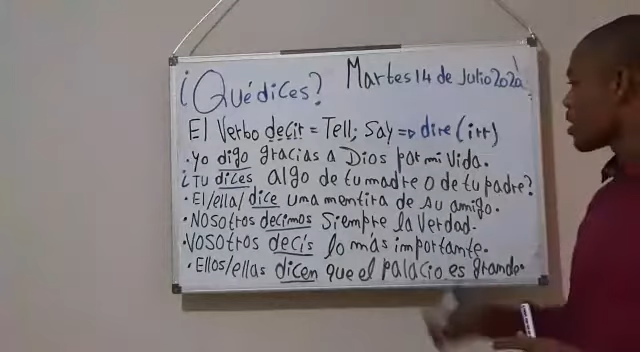 ¿Qué dices? Martes 14 de Julio 2020
El Verbo decir = Tell; Say => dire (irr)
• Yo digo gracias a Dios por mi vida.
¿Tu dices algo de tu madre o de tu padre?
• El/ella/dice una mentira de su amigo.
• Nosotros decimos siempre la verdad.
• Vosotros decís lo más importante.
• Ellos/ellas dicen que el palacio es grande.